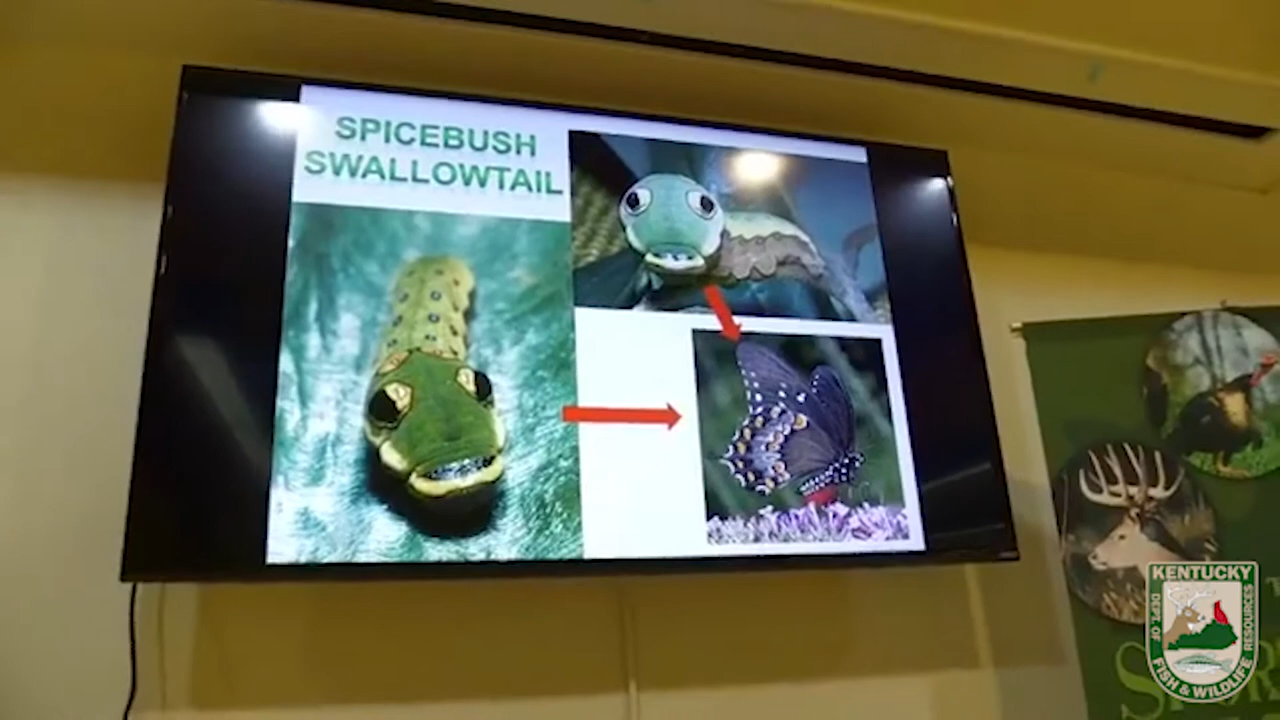 SPICEBUSH
SWALLOWTAIL
KENTUCKY
DEPT. OF
FISH & WILDLIFE
RESOURCES